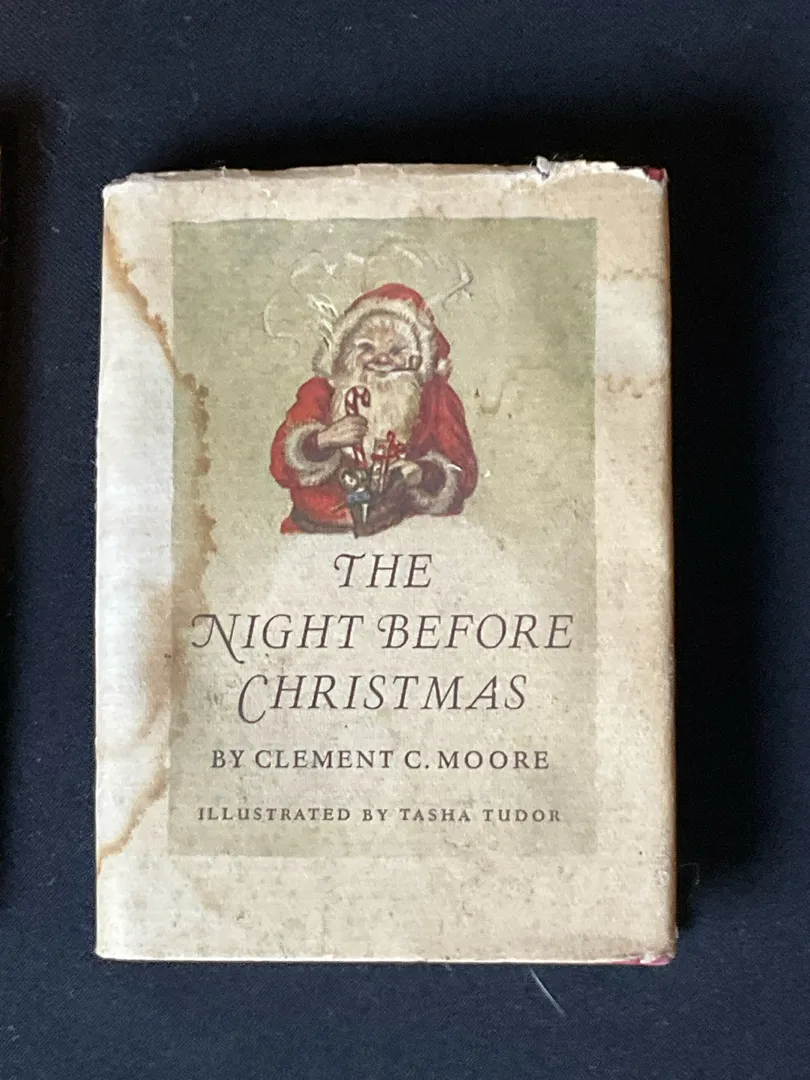 THE
NIGHT BEFORE
CHRISTMAS
BY CLEMENT C. MOORE
ILLUSTRATED BY TASHA TUDOR